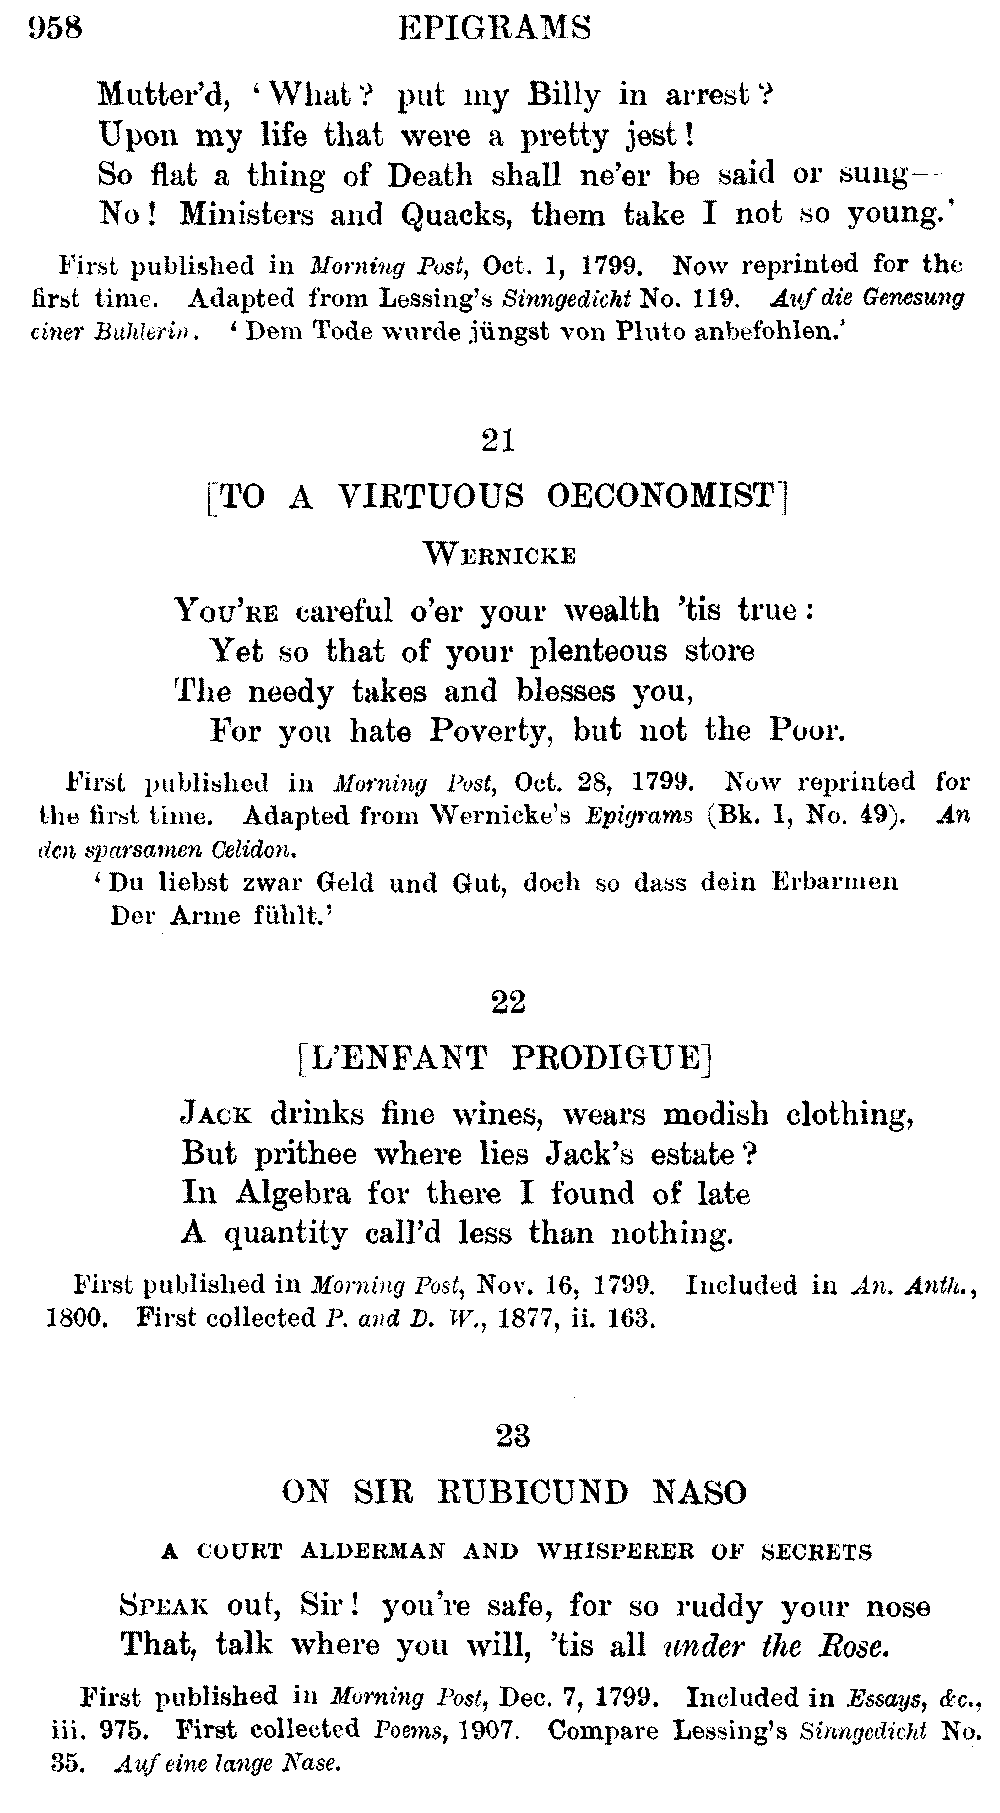 958 EPIGRAMS
Mutter'd, ‘What? put my Billy in arrest?
Upon my life that were a pretty jest!
So flat a thing of Death shall ne'er be said or sung—
No! Ministers and Quacks, them take I not so young.’
First published in Morning Post, Oct. 1, 1799. Now reprinted for the
first time. Adapted from Lessing's Sinngedicht No. 119. Auf die Genesung
einer Buhlerin. ‘Dem Tode wurde jüngst von Pluto anbefohlen.’
21
[TO A VIRTUOUS OECONOMIST]
WERNICKE
YOU'RE careful o'er your wealth 'tis true:
Yet so that of your plenteous store
The needy takes and blesses you,
For you hate Poverty, but not the Poor.
First published in Morning Post, Oct. 28, 1799. Now reprinted for
the first time. Adapted from Wernicke's Epigrams (Bk. I, No. 49). An
den sparsamen Celidon.
‘Du liebst zwar Geld und Gut, doch so dass dein Erbarmen
Der Arme fühlt.’
22
[L'ENFANT PRODIGUE]
JACK drinks fine wines, wears modish clothing,
But prithee where lies Jack's estate?
In Algebra for there I found of late
A quantity call'd less than nothing.
First published in Morning Post, Nov. 16, 1799. Included in An. Anth.,
1800. First collected P. and D. W., 1877, ii. 163.
23
ON SIR RUBICUND NASO
A COURT ALDERMAN AND WHISPERER OF SECRETS
SPEAK out, Sir! you're safe, for so ruddy your nose
That, talk where you will, 'tis all under the Rose.
First published in Morning Post, Dec. 7, 1799. Included in Essays, &c.,
iii. 975. First collected Poems, 1907. Compare Lessing's Sinngedicht No.
35. Auf eine lange Nase.